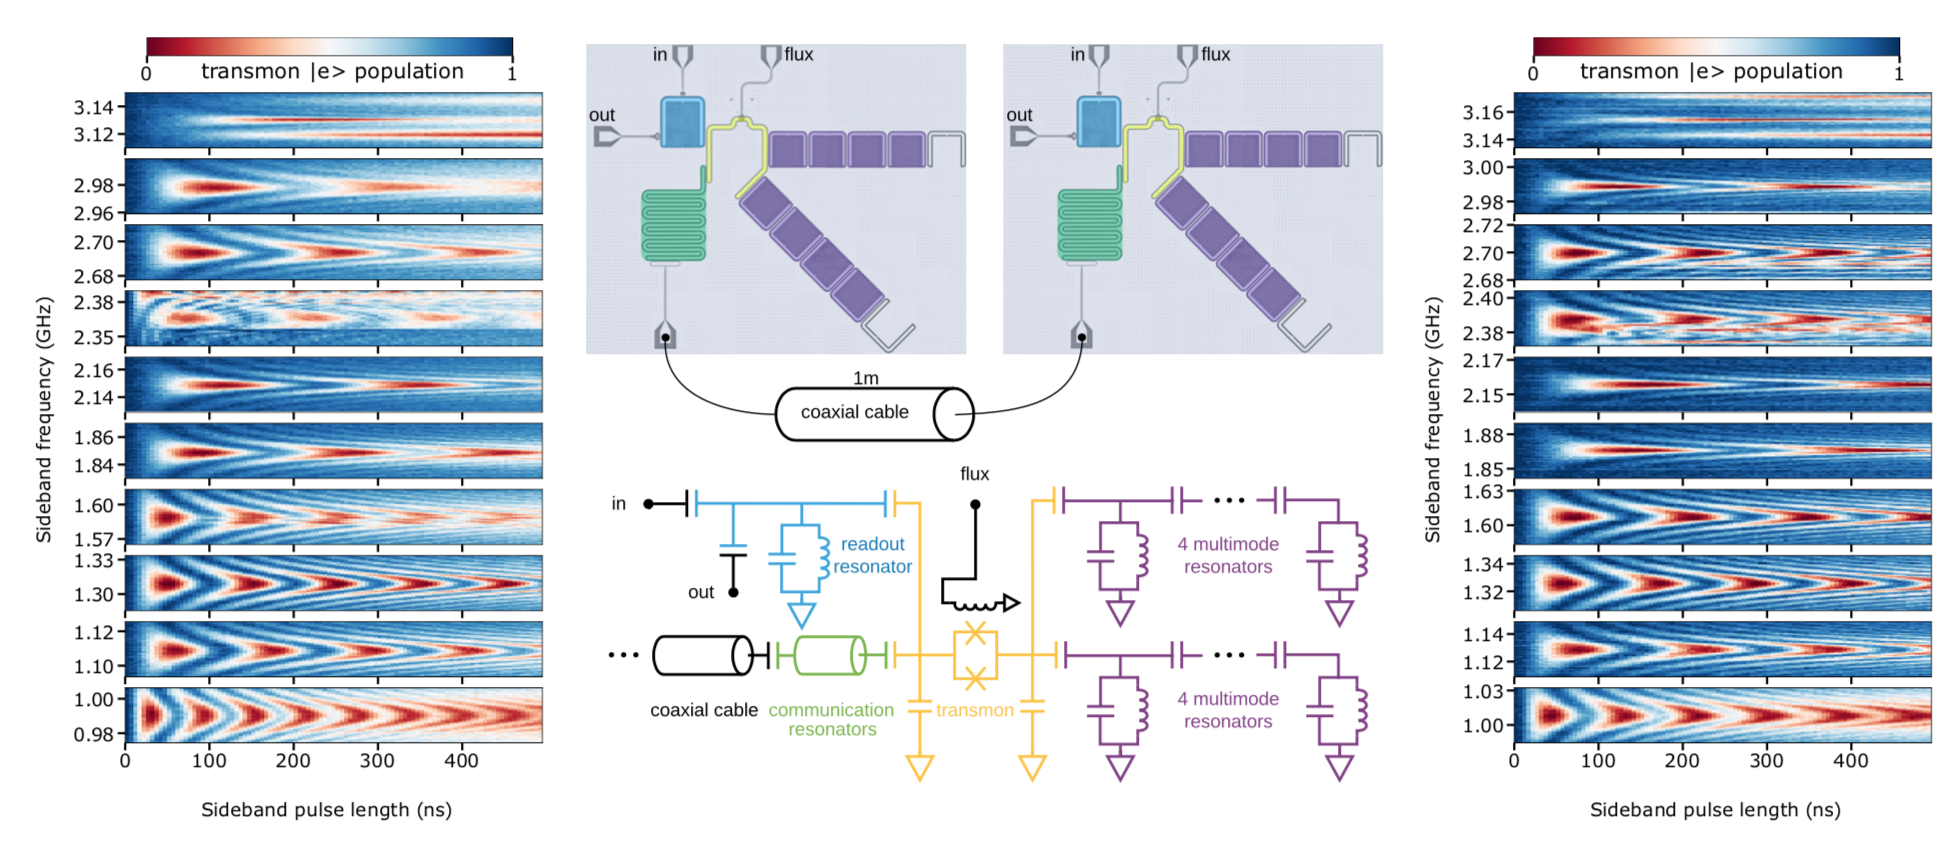 0
transmon |e> population
1
3.14
3.12
2.98
2.96
2.70
2.68
2.38
2.35
2.16
2.14
1.86
1.84
1.60
1.57
1.33
1.30
1.12
1.10
1.00
0.98
0
100
200
300
400
Sideband frequency (GHz)
Sideband pulse length (ns)
in
flux
out
in
flux
out
1m
coaxial cable
flux
in
readout
resonator
out
4 multimode
resonators
coaxial cable
communication
resonators
transmon
4 multimode
resonators
0
transmon |e> population
1
3.16
3.14
3.00
2.98
2.72
2.70
2.68
2.40
2.38
2.17
2.15
1.88
1.85
1.63
1.60
1.34
1.32
1.14
1.12
1.03
1.00
0
100
200
300
400
Sideband frequency (GHz)
Sideband pulse length (ns)